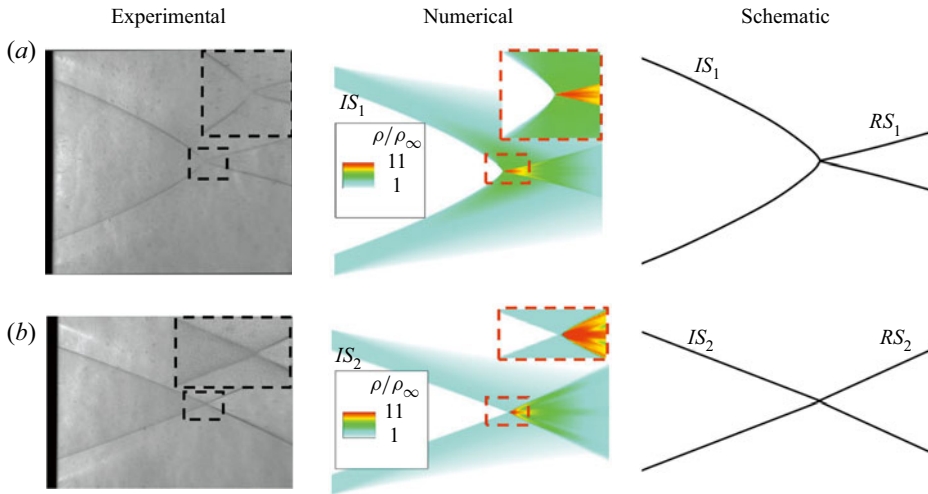 Experimental Numerical Schematic
(a)
IS₁
IS₁
RS₁
ρ/ρ∞
11
1
(b)
IS₂
IS₂
RS₂
ρ/ρ∞
11
1